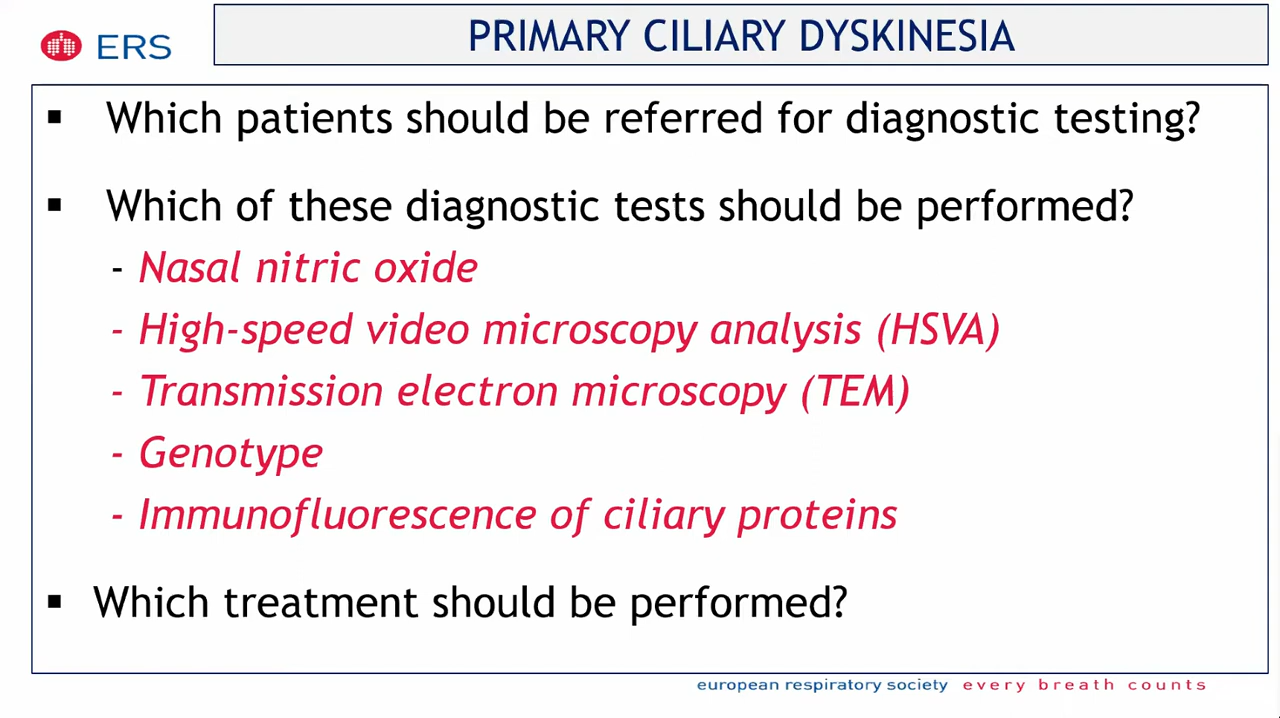 ERS
PRIMARY CILIARY DYSKINESIA
▪ Which patients should be referred for diagnostic testing?
▪ Which of these diagnostic tests should be performed?
- Nasal nitric oxide
- High-speed video microscopy analysis (HSVA)
- Transmission electron microscopy (TEM)
- Genotype
- Immunofluorescence of ciliary proteins
▪ Which treatment should be performed?
european respiratory society every breath counts